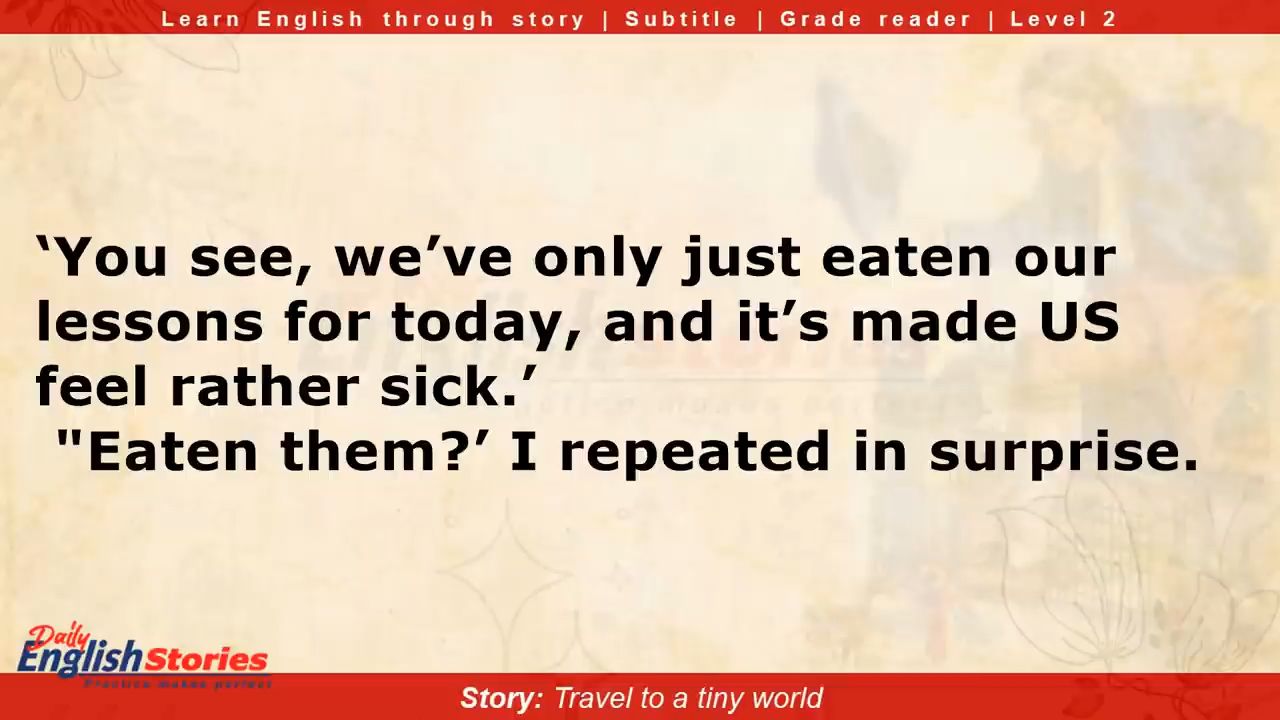 Learn English through story | Subtitle | Grade reader | Level 2
‘You see, we’ve only just eaten our
lessons for today, and it’s made US
feel rather sick.’
"Eaten them?’ I repeated in surprise.
Daily
EnglishStories
Practice makes perfect
Story: Travel to a tiny world